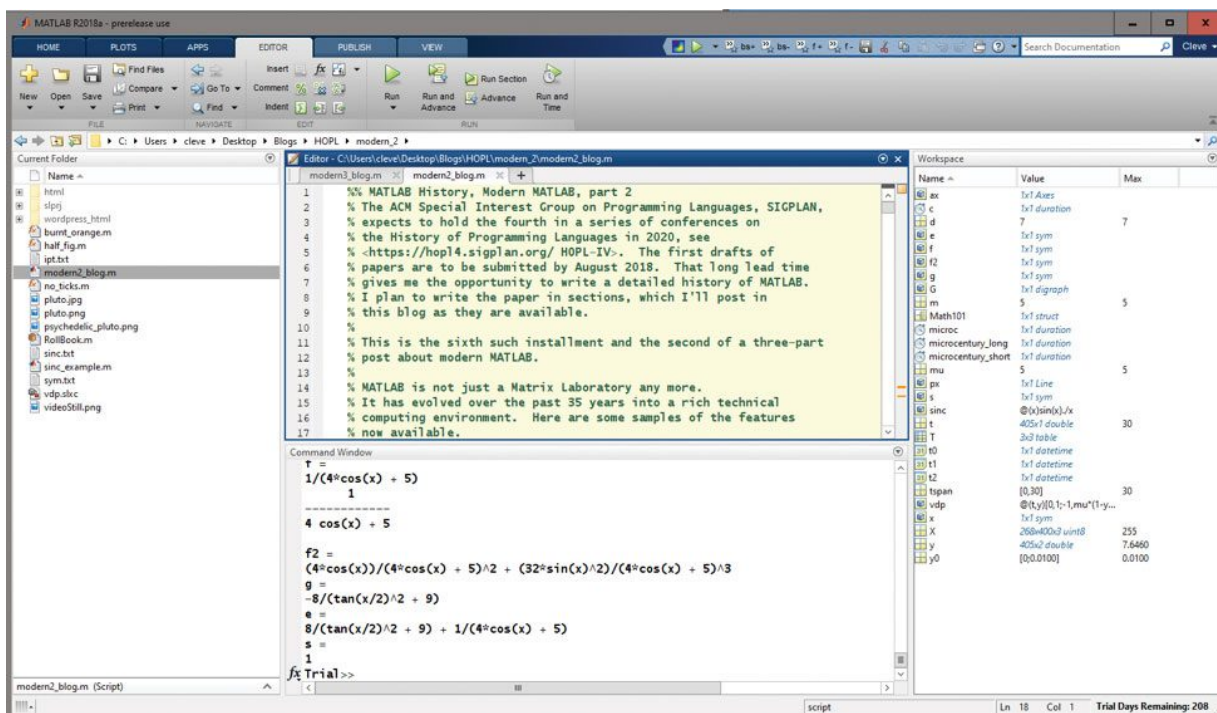 MATLAB R2018a - prerelease use
HOME PLOTS APPS EDITOR PUBLISH VIEW
bs+ bs- f+ f- Search Documentation Cleve
New Open Save
Find Files
Compare
Print
Go To
Find
Insert fx
Comment
Indent
Run
Run and Advance
Run Section
Advance
Run and Time
FILE NAVIGATE EDIT RUN
C: Users cleve Desktop Blogs HOPL modern_2
Current Folder
Name
html
slprj
wordpress_html
burnt_orange.m
half_fig.m
ipt.txt
modern2_blog.m
no_ticks.m
pluto.jpg
pluto.png
psychedelic_pluto.png
RollBook.m
sinc.txt
sinc_example.m
sym.txt
vdp.slxc
videoStill.png
modern2_blog.m (Script)
Editor - C:\Users\cleve\Desktop\Blogs\HOPL\modern_2\modern2_blog.m
modern3_blog.m modern2_blog.m +
1 %% MATLAB History, Modern MATLAB, part 2
2 % The ACM Special Interest Group on Programming Languages, SIGPLAN,
3 % expects to hold the fourth in a series of conferences on
4 % the History of Programming Languages in 2020, see
5 % <https://hopl4.sigplan.org/ HOPL-IV>. The first drafts of
6 % papers are to be submitted by August 2018. That long lead time
7 % gives me the opportunity to write a detailed history of MATLAB.
8 % I plan to write the paper in sections, which I'll post in
9 % this blog as they are available.
10 %
11 % This is the sixth such installment and the second of a three-part
12 % post about modern MATLAB.
13 %
14 % MATLAB is not just a Matrix Laboratory any more.
15 % It has evolved over the past 35 years into a rich technical
16 % computing environment. Here are some samples of the features
17 % now available.
Command Window
f =
1/(4*cos(x) + 5)
1
------------
4 cos(x) + 5
f2 =
(4*cos(x))/(4*cos(x) + 5)^2 + (32*sin(x)^2)/(4*cos(x) + 5)^3
g =
-8/(tan(x/2)^2 + 9)
e =
8/(tan(x/2)^2 + 9) + 1/(4*cos(x) + 5)
s =
1
fx Trial>>
Workspace
Name Value Max
ax 1x1 Axes
c 1x1 duration
d 7 7
e 1x1 sym
f 1x1 sym
f2 1x1 sym
g 1x1 sym
G 1x1 digraph
m 5 5
Math101 1x1 struct
microc 1x1 duration
microcentury_long 1x1 duration
microcentury_short 1x1 duration
mu 5 5
px 1x1 Line
s 1x1 sym
sinc @(x)sin(x)./x
t 405x1 double 30
T 3x3 table
t0 1x1 datetime
t1 1x1 datetime
t2 1x1 datetime
tspan [0,30] 30
vdp @(t,y)[0,1;-1,mu*(1-y...
x 1x1 sym
X 268x400x3 uint8 255
y 405x2 double 7.6460
y0 [0;0.0100] 0.0100
script Ln 18 Col 1 Trial Days Remaining: 208